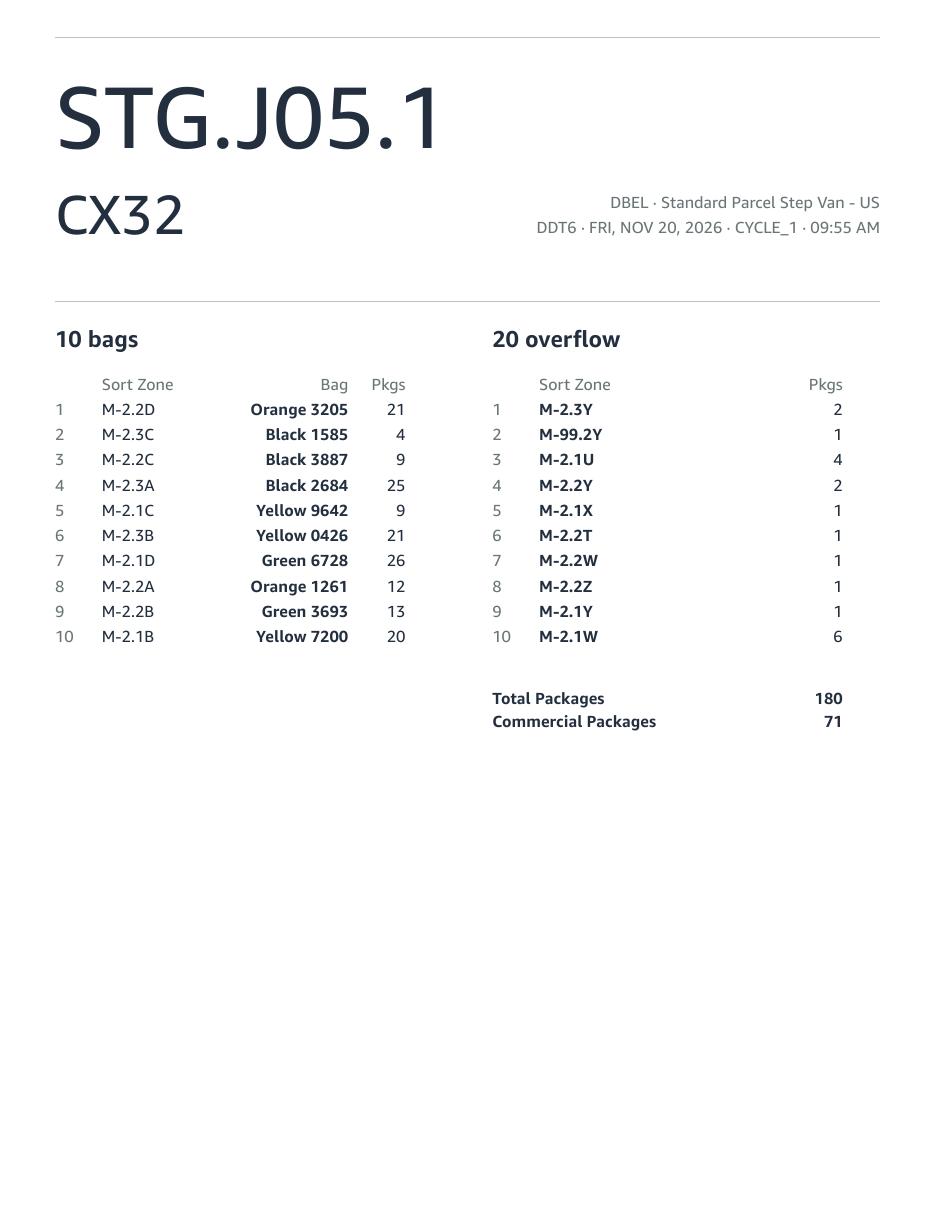 STG.J05.1
CX32
DBEL · Standard Parcel Step Van - US
DDT6 · FRI, NOV 20, 2026 · CYCLE_1 · 09:55 AM
10 bags
Sort Zone Bag Pkgs
1 M-2.2D Orange 3205 21
2 M-2.3C Black 1585 4
3 M-2.2C Black 3887 9
4 M-2.3A Black 2684 25
5 M-2.1C Yellow 9642 9
6 M-2.3B Yellow 0426 21
7 M-2.1D Green 6728 26
8 M-2.2A Orange 1261 12
9 M-2.2B Green 3693 13
10 M-2.1B Yellow 7200 20
20 overflow
Sort Zone Pkgs
1 M-2.3Y 2
2 M-99.2Y 1
3 M-2.1U 4
4 M-2.2Y 2
5 M-2.1X 1
6 M-2.2T 1
7 M-2.2W 1
8 M-2.2Z 1
9 M-2.1Y 1
10 M-2.1W 6
Total Packages 180
Commercial Packages 71